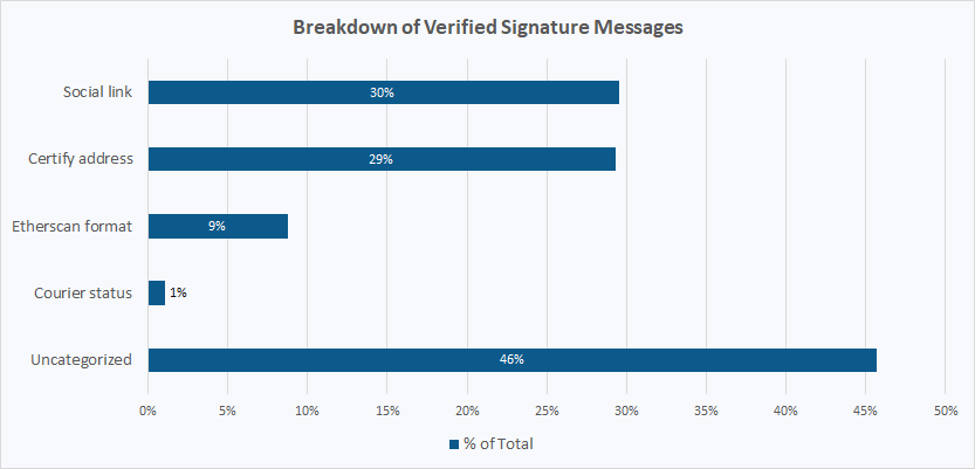 Breakdown of Verified Signature Messages
Social link
30%
Certify address
29%
Etherscan format
9%
Courier status
1%
Uncategorized
46%
0% 5% 10% 15% 20% 25% 30% 35% 40% 45% 50%
% of Total